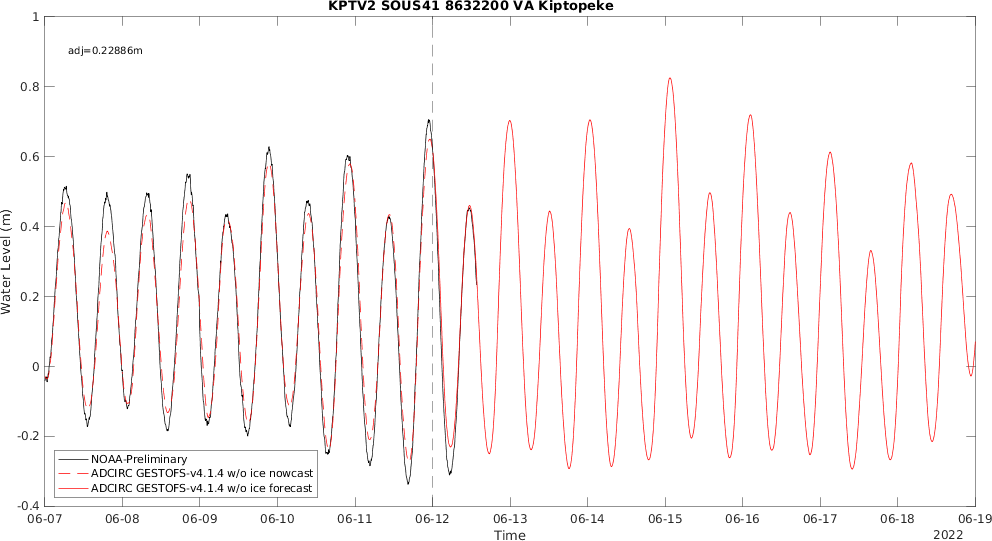 KPTV2 SOUS41 8632200 VA Kiptopeke
adj=0.22886m
Water Level (m)
1
0.8
0.6
0.4
0.2
0
-0.2
-0.4
NOAA-Preliminary
ADCIRC GESTOFS-v4.1.4 w/o ice nowcast
ADCIRC GESTOFS-v4.1.4 w/o ice forecast
06-07 06-08 06-09 06-10 06-11 06-12 06-13 06-14 06-15 06-16 06-17 06-18 06-19
Time
2022